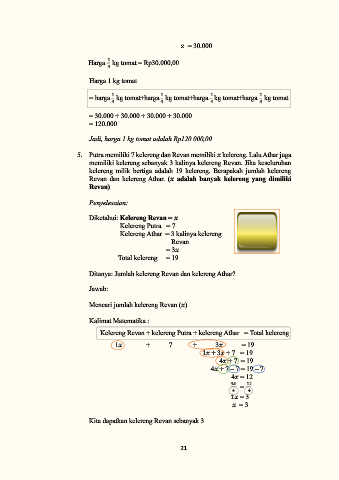 x = 30.000
Harga 1/4 kg tomat = Rp30.000,00
Harga 1 kg tomat
= harga 1/4 kg tomat+harga 1/4 kg tomat+harga 1/4 kg tomat+harga 1/4 kg tomat
= 30.000 + 30.000 + 30.000 + 30.000
= 120.000
Jadi, harga 1 kg tomat adalah Rp120.000,00
5. Putra memiliki 7 kelereng dan Revan memiliki x kelereng. Lalu Athar juga
memiliki kelereng sebanyak 3 kalinya kelereng Revan. Jika keseluruhan
kelereng milik bertiga adalah 19 kelereng. Berapakah jumlah kelereng
Revan dan kelereng Athar. (x adalah banyak kelereng yang dimiliki
Revan)
Penyelesaian:
Diketahui: Kelereng Revan = x
Kelereng Putra = 7
Kelereng Athar = 3 kalinya kelereng
Revan
= 3x
Total kelereng = 19
Ditanya: Jumlah kelereng Revan dan kelereng Athar?
Jawab:
Mencari jumlah kelereng Revan (x)
Kalimat Matematika :
Kelereng Revan + kelereng Putra + kelereng Athar = Total kelereng
1x + 7 + 3x = 19
1x + 3x + 7 = 19
4x + 7 = 19
4x + 7 − 7 = 19 − 7
4x = 12
4x/4 = 12/4
1x = 3
x = 3
Kita dapatkan kelereng Revan sebanyak 3
21